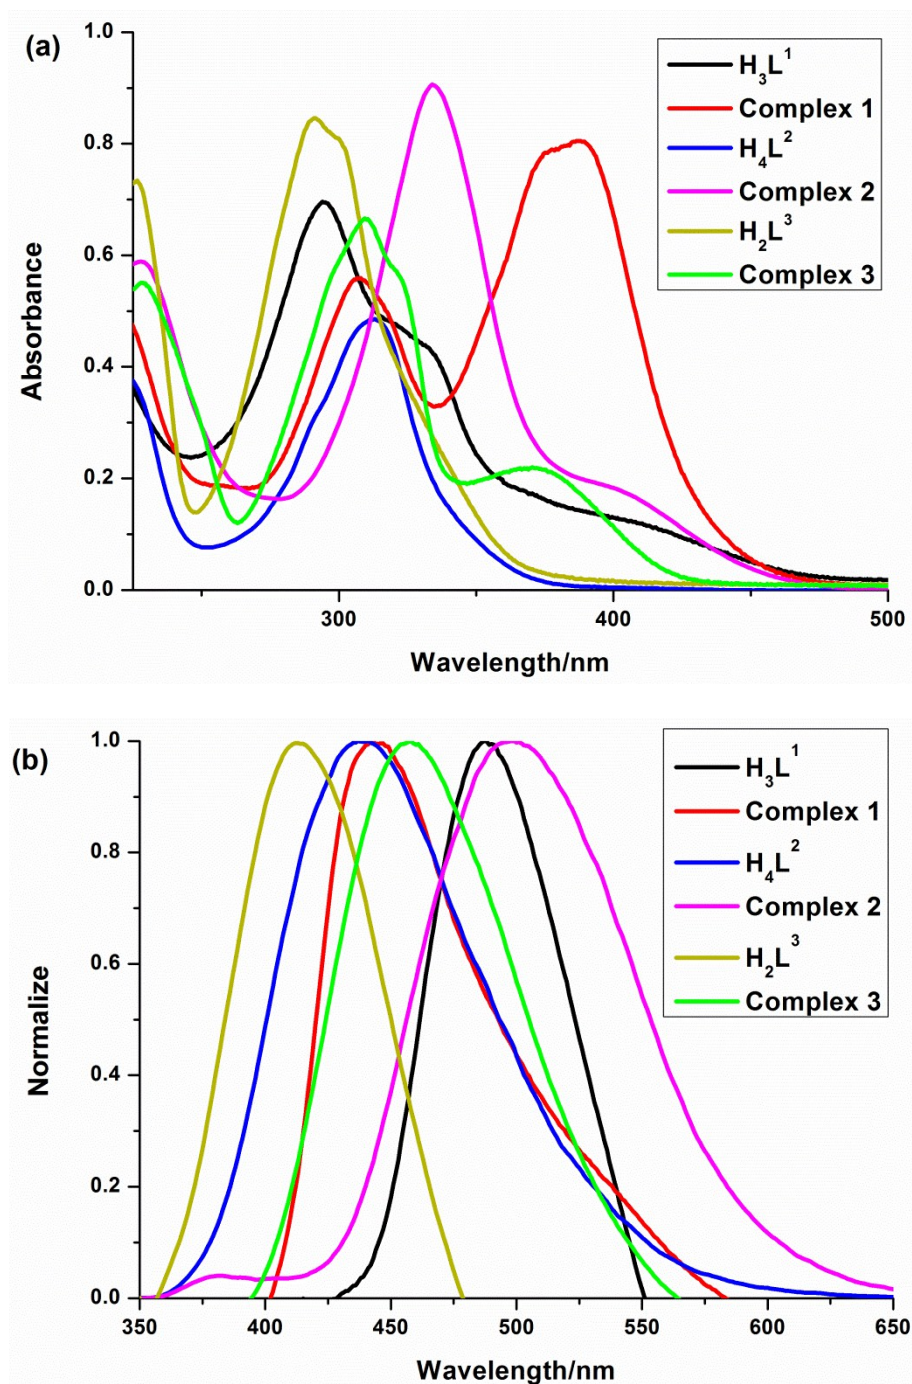 (a)
1.0
0.8
0.6
0.4
0.2
0.0
Absorbance
H₃L¹
Complex 1
H₄L²
Complex 2
H₂L³
Complex 3
300
400
500
Wavelength/nm
(b)
1.0
0.8
0.6
0.4
0.2
0.0
Normalize
H₃L¹
Complex 1
H₄L²
Complex 2
H₂L³
Complex 3
350
400
450
500
550
600
650
Wavelength/nm